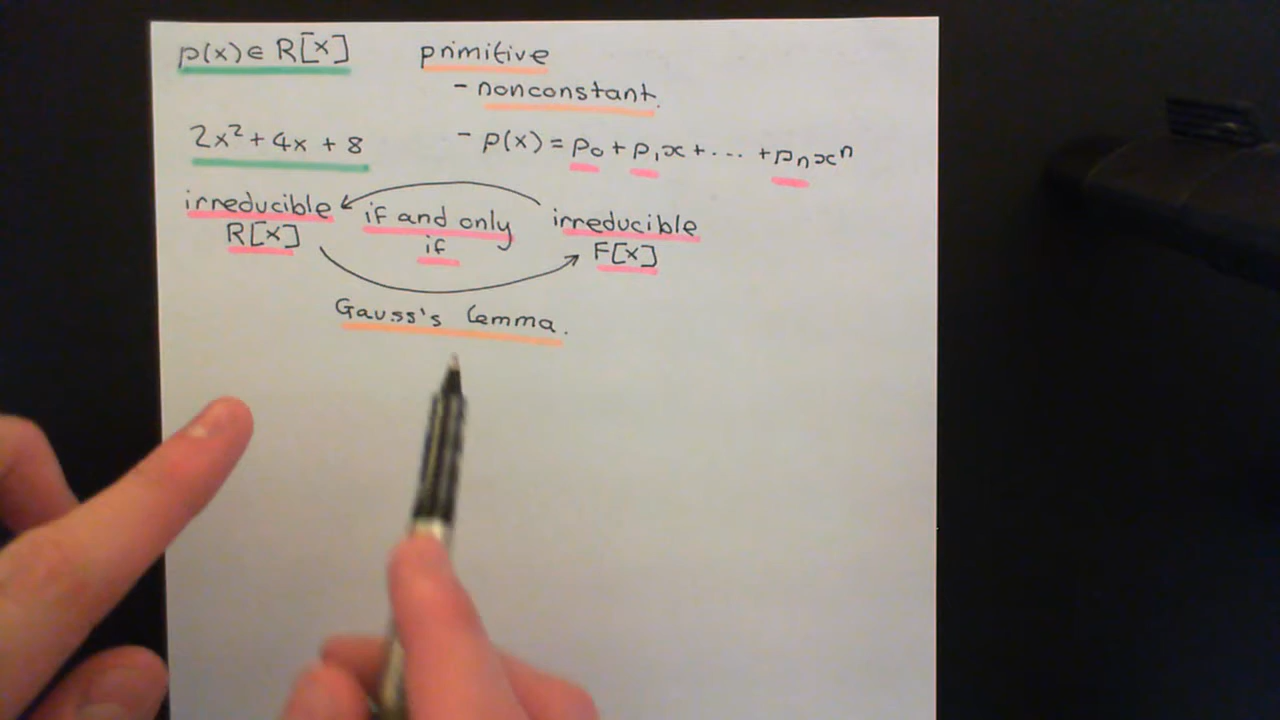 p(x) ∈ R[x] primitive
- nonconstant.
2x² + 4x + 8 - p(x) = p₀ + p₁x + ... + pₙxⁿ
irreducible if and only irreducible
R[x] if F[x]
Gauss's Lemma.